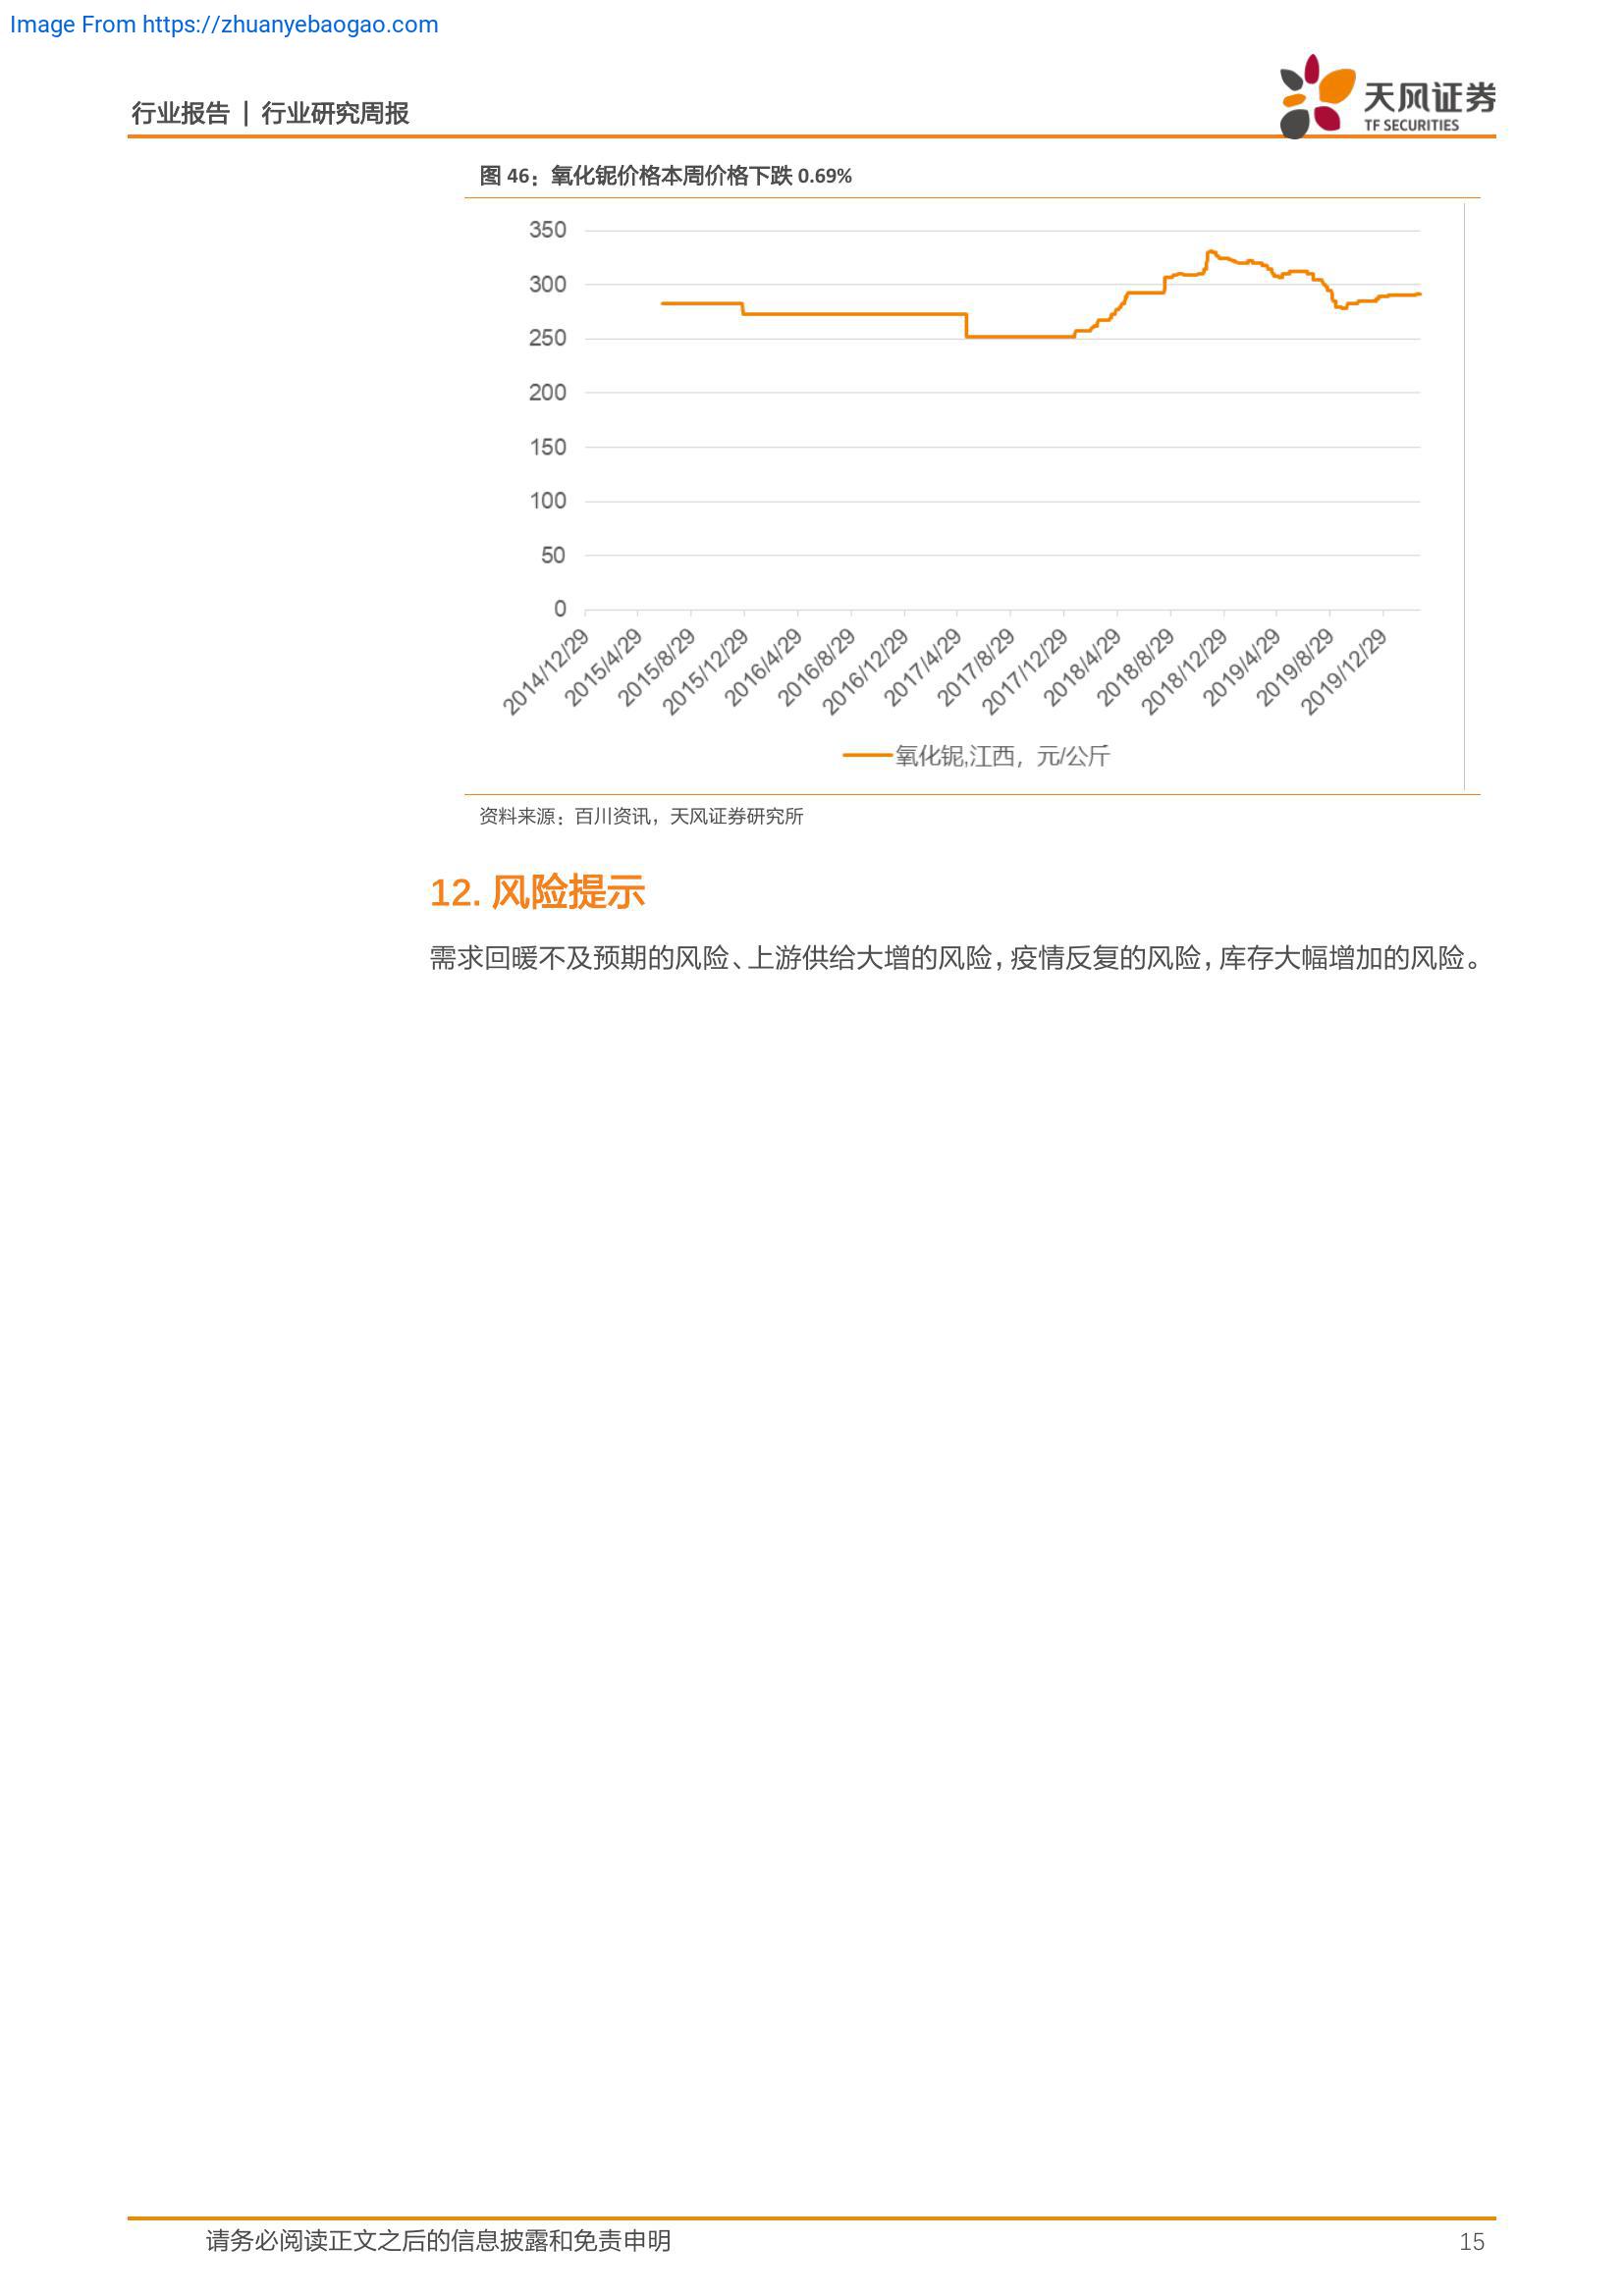 Image From https://zhuanyebaogao.com
行业报告 | 行业研究周报
天风证券
TF SECURITIES
图 46：氧化铌价格本周价格下跌 0.69%
350
300
250
200
150
100
50
0
2014/12/29
2015/4/29
2015/8/29
2015/12/29
2016/4/29
2016/8/29
2016/12/29
2017/4/29
2017/8/29
2017/12/29
2018/4/29
2018/8/29
2018/12/29
2019/4/29
2019/8/29
2019/12/29
氧化铌,江西，元/公斤
资料来源：百川资讯，天风证券研究所
12. 风险提示
需求回暖不及预期的风险、上游供给大增的风险，疫情反复的风险，库存大幅增加的风险。
请务必阅读正文之后的信息披露和免责申明
15